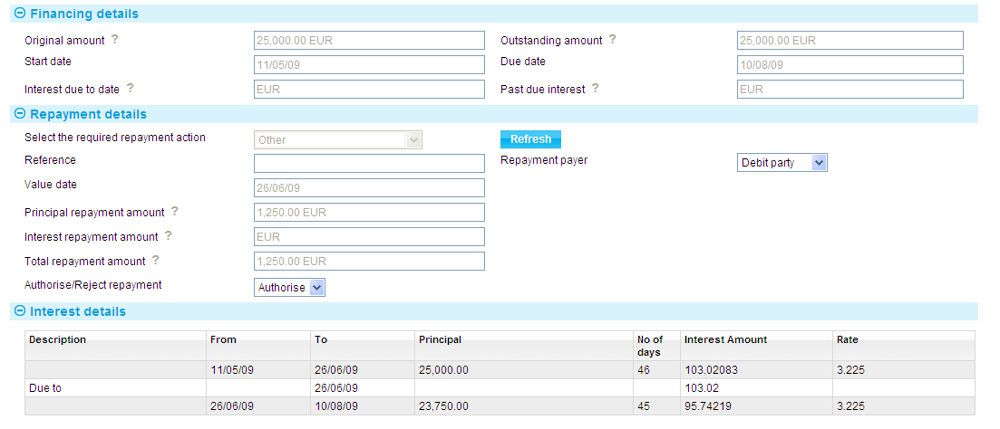 Financing details
Original amount ? 25,000.00 EUR Outstanding amount ? 25,000.00 EUR
Start date 11/05/09 Due date 10/08/09
Interest due to date ? EUR Past due interest ? EUR
Repayment details
Select the required repayment action Other Refresh
Reference Repayment payer Debit party
Value date 26/06/09
Principal repayment amount ? 1,250.00 EUR
Interest repayment amount ? EUR
Total repayment amount ? 1,250.00 EUR
Authorise/Reject repayment Authorise
Interest details
Description From To Principal No of days Interest Amount Rate
11/05/09 26/06/09 25,000.00 46 103.02083 3.225
Due to 26/06/09 103.02
26/06/09 10/08/09 23,750.00 45 95.74219 3.225